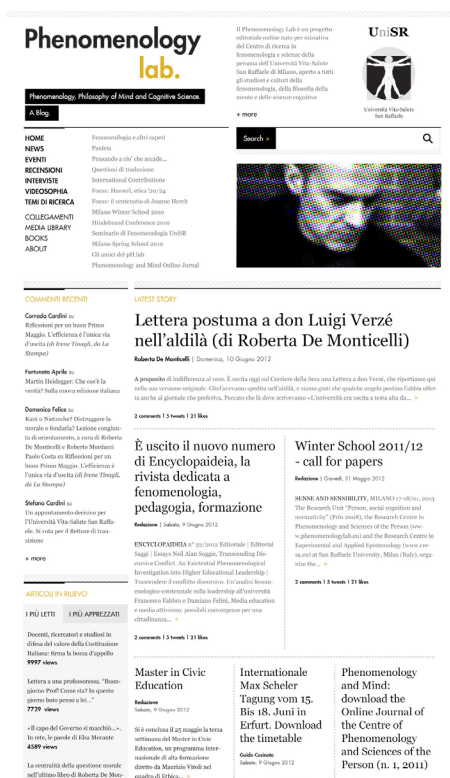 Phenomenology
lab.
Phenomenology, Philosophy of Mind and Cognitive Science.
A Blog.
Il Phenomenology Lab è un progetto
editoriale online nato per iniziativa
del Centro di ricerca in
fenomenologia e scienze della
persona dell'Università Vita-Salute
San Raffaele di Milano, aperto a tutti
gli studiosi e cultori della
fenomenologia, della filosofia della
mente e delle scienze cognitive
+ more
UniSR
Università Vita-Salute
San Raffaele
HOME
NEWS
EVENTI
RECENSIONI
INTERVISTE
VIDEOSOPHIA
TEMI DI RICERCA
COLLEGAMENTI
MEDIA LIBRARY
BOOKS
ABOUT
Fenomenologia e altri saperi
Paideia
Pensando a cio' che accade...
Questioni di traduzione
International Contributions
Focus: Husserl, etica '20/24
Focus: il centenario di Jeanne Hersch
Milano Winter School 2010
Hindebrand Conference 2010
Seminario di Fenomenologia UniSR
Milano Spring School 2010
Gli amici del pH.lab
Phenomenology and Mind Online Jurnal
Search »
COMMENTI RECENTI
Corrado Cardini su
Riflessioni per un buon Primo
Maggio. L'efficienza è l'unica via
d'uscita (di Irene Tinagli, da La
Stampa)
Fortunato Aprile su
Martin Heidegger: Che cos'è la
verità? Sulla nuova edizione italiana
Domenico Felice su
Kant o Nietzsche? Distruggere la
morale o fondarla? Lezione congiun-
ta di orientamento, a cura di Roberta
De Monticelli e Roberto Mordacci
Paolo Costa su Riflessioni per un
buon Primo Maggio. L'efficienza è
l'unica via d'uscita (di Irene Tinagli,
da La Stampa)
Stefano Cardini su
Un appuntamento decisivo per
l'Università Vita-Salute San Raffa-
ele. Si vota per il Rettore di tran-
sizione
+ more
LATEST STORY
Lettera postuma a don Luigi Verzé
nell'aldilà (di Roberta De Monticelli)
Roberta De Monticelli | Domenica, 10 Giugno 2012
A proposito di indifferenza al vero. È uscita oggi sul Corriere della Sera una Lettera a don Verzé, che riportiamo qui
nella sua versione originale. Gliel'avevamo spedita nell'aldilà, e siamo grati che qualche angelo postino l'abbia offer-
ta anche al giornale che preferiva. Peccato che là dove scrivevamo «L'università era uscita a testa alta da... »
2 comments I 5 tweets I 21 likes
È uscito il nuovo numero
di Encyclopaideia, la
rivista dedicata a
fenomenologia,
pedagogia, formazione
Redazione | Sabato, 9 Giugno 2012
ENCYCLOPAIDEIA n° 32/2012 Editoriale | Editorial
Saggi | Essays Neil Alan Soggie, Transcending Dis-
cursive Conflict. An Existential Phenomenological
Investigation into Higher Educational Leadership |
Trascendere il conflitto discorsivo. Un'analisi fenom-
enologico-esistenziale sulla leadership all'università
Francesco Fabbro e Damiano Felini, Media education
e media attivismo: possibili convergenze per una
cittadinanza... »
2 comments I 5 tweets I 21 likes
Winter School 2011/12
- call for papers
Redazione | Giovedì, 31 Maggio 2012
SENSE AND SENSIBILITY, MILANO 17-18/01, 2013
The Research Unit "Person, social cognition and
normativity" (Prin 2008), the Research Centre in
Phenomenology and Sciences of the Person (ww-
w.phenomenologylab.eu) and the Research Centre in
Experimental and Applied Epistemology (www.cre-
sa.eu) at San Raffaele University, Milan (Italy), orga-
nise the... »
2 comments I 5 tweets I 21 likes
ARTICOLI IN RILIEVO
I PIÙ LETTI
I PIÙ APPREZZATI
Docenti, ricercatori e studiosi in
difesa del valore della Costituzione
Italiana: firma la bozza d'appello
9997 views
Lettera a una professoressa. "Buon-
giorno Prof! Come sta? In questo
giorno buio penso a lei..."
7729 views
«Il capo del Governo si macchiò...».
In rete, le parole di Elsa Morante
4589 views
La centralità della questione morale
nell'ultimo libro di Roberta De Mon-
Master in Civic
Education
Redazione
Sabato, 9 Giugno 2012
Si è conclusa il 25 maggio la terza
settimana del Master in Civic
Education, un programma inter-
nazionale di alta formazione
diretto da Maurizio Viroli nel
quadro di Ethica... »
Internationale
Max Scheler
Tagung vom 15.
Bis 18. Juni in
Erfurt. Download
the timetable
Guido Cusinato
Sabato, 9 Giugno 2012
Phenomenology
and Mind:
download the
Online Journal of
the Centre of
Phenomenology
and Sciences of the
Person (n. 1, 2011)